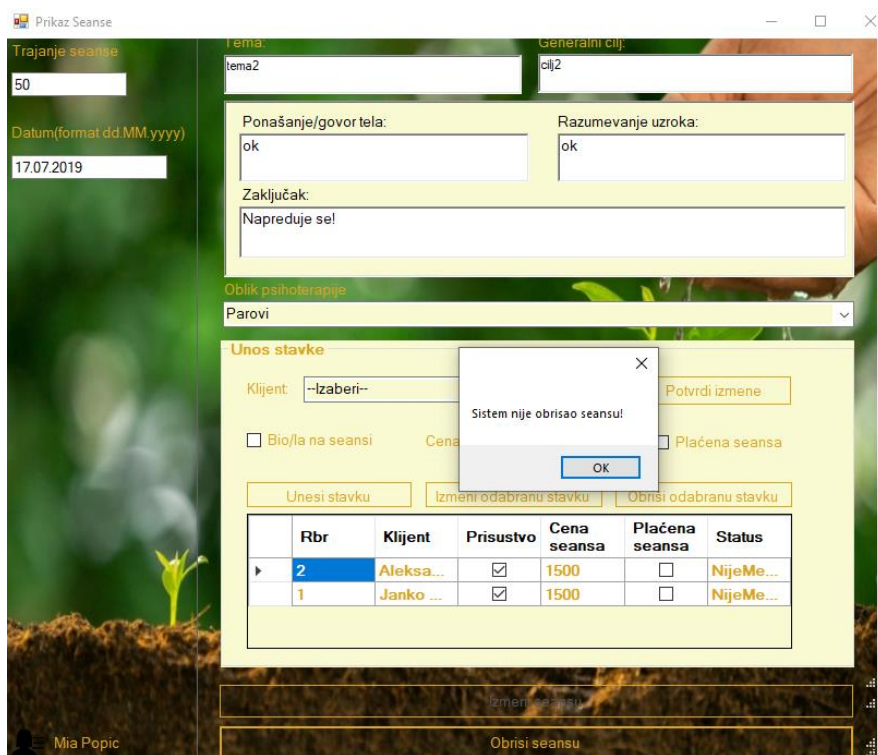 Prikaz Seanse
Trajanje seanse
50
Datum(format dd.MM.yyyy)
17.07.2019
Tema:
Generalni cilj:
tema2
cilj2
Ponašanje/govor tela:
Razumevanje uzroka:
ok
ok
Zaključak:
Napreduje se!
Oblik psihoterapije
Parovi
Unos stavke
Klijent:
--Izaberi--
Potvrdi izmene
Sistem nije obrisao seansu!
OK
Bio/la na seansi
Cena
Plaćena seansa
Unesi stavku
Izmeni odabranu stavku
Obriši odabranu stavku
Rbr Klijent Prisustvo Cena seansa Plaćena seansa Status
2 Aleksa... 1500 NijeMe...
1 Janko ... 1500 NijeMe...
Izmeni seansu
Mia Popic
Obrisi seansu